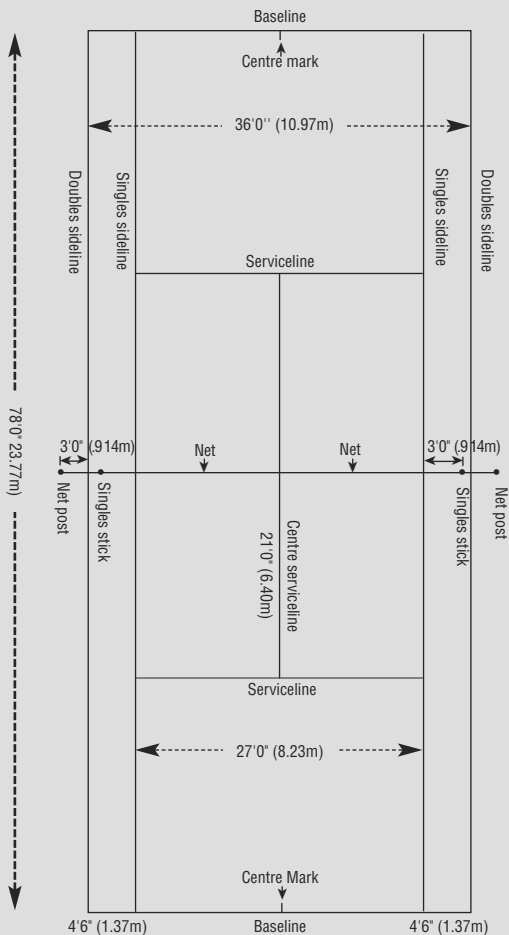 Baseline
Centre mark
36'0'' (10.97m)
Doubles sideline
Singles sideline
Singles sideline
Doubles sideline
Serviceline
78'0" 23.77m)
3'0" (.914m)
Net
Net
3'0" (.914m)
Net post
Singles stick
Centre serviceline
21'0" (6.40m)
Singles stick
Net post
Serviceline
27'0" (8.23m)
Centre Mark
4'6" (1.37m)
Baseline
4'6" (1.37m)